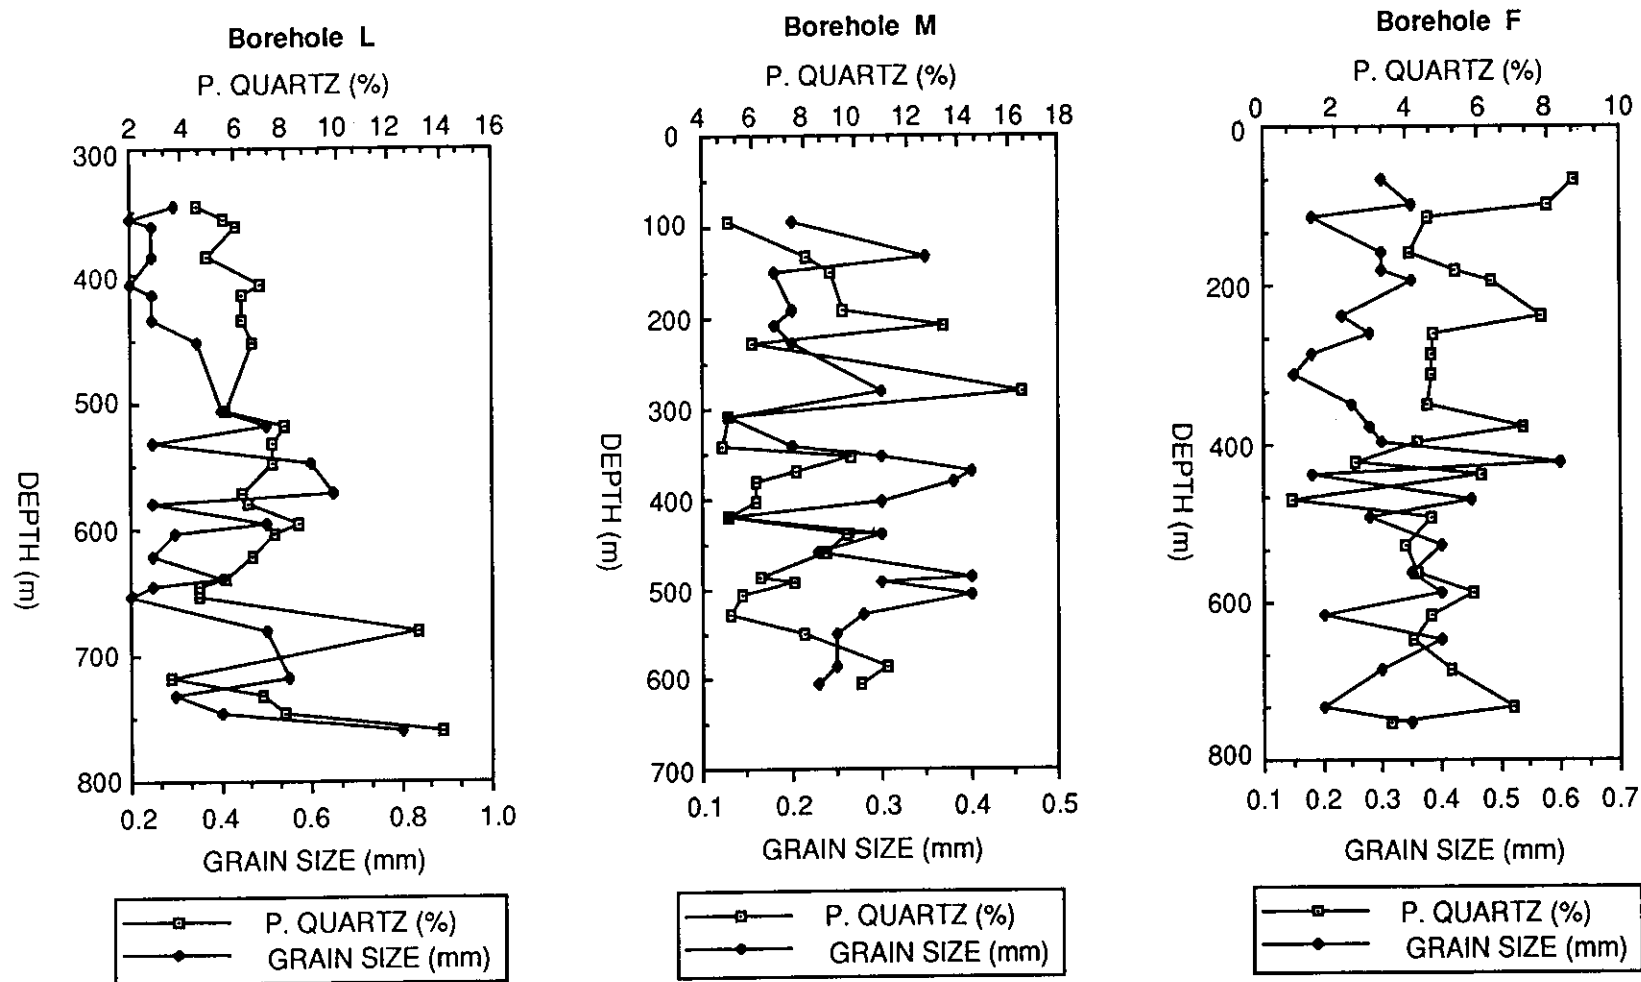 Borehole L
P. QUARTZ (%)
2 4 6 8 10 12 14 16
300
400
500
600
700
800
DEPTH (m)
0.2 0.4 0.6 0.8 1.0
GRAIN SIZE (mm)
P. QUARTZ (%)
GRAIN SIZE (mm)
Borehole M
P. QUARTZ (%)
4 6 8 10 12 14 16 18
0
100
200
300
400
500
600
700
DEPTH (m)
0.1 0.2 0.3 0.4 0.5
GRAIN SIZE (mm)
P. QUARTZ (%)
GRAIN SIZE (mm)
Borehole F
P. QUARTZ (%)
0 2 4 6 8 10
0
200
400
600
800
DEPTH (m)
0.1 0.2 0.3 0.4 0.5 0.6 0.7
GRAIN SIZE (mm)
P. QUARTZ (%)
GRAIN SIZE (mm)